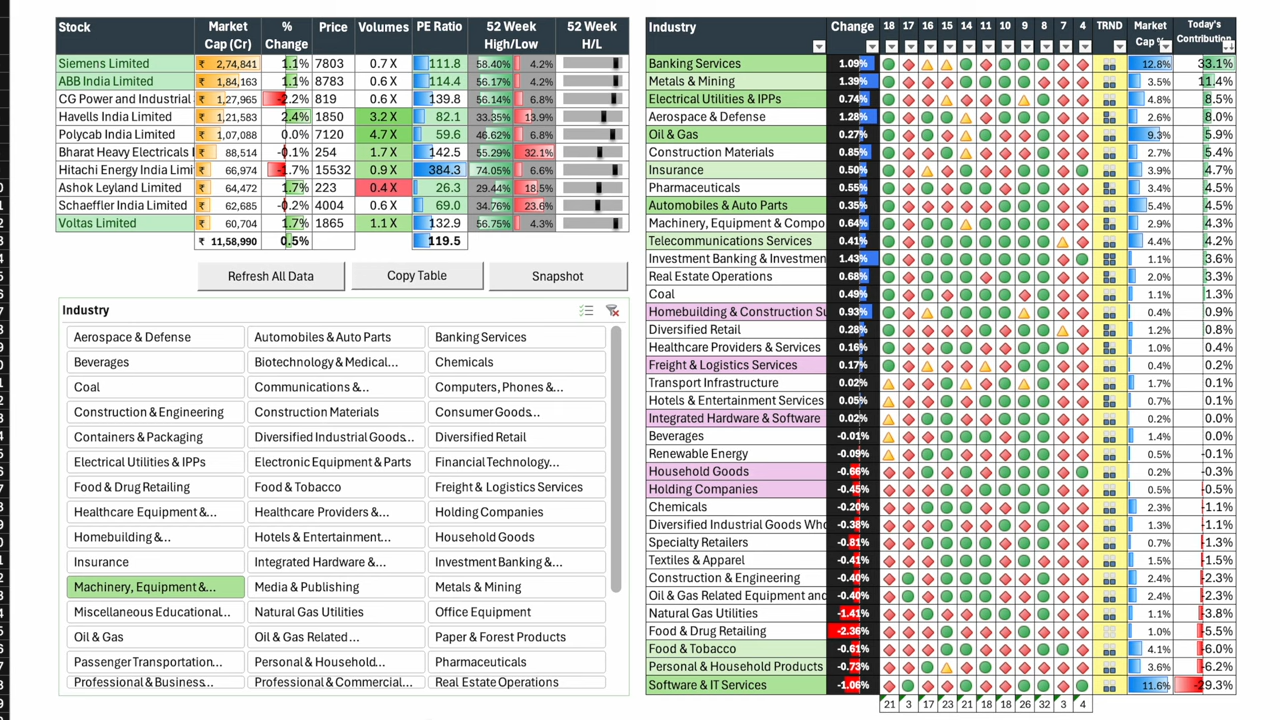 Stock Market Cap (Cr) % Change Price Volumes PE Ratio 52 Week High/Low 52 Week H/L
Siemens Limited ₹ 2,74,841 1.1% 7803 0.7 X 111.8 58.40% 4.2%
ABB India Limited ₹ 1,84,163 1.1% 8783 0.6 X 114.4 56.17% 4.2%
CG Power and Industrial ₹ 1,27,965 -2.2% 819 0.6 X 139.8 56.14% 6.8%
Havells India Limited ₹ 1,21,583 2.4% 1850 3.2 X 82.1 33.35% 13.9%
Polycab India Limited ₹ 1,07,088 0.0% 7120 4.7 X 59.6 46.62% 6.8%
Bharat Heavy Electricals ₹ 88,514 -0.1% 254 1.7 X 142.5 55.29% 32.1%
Hitachi Energy India Limi ₹ 66,974 -1.7% 15532 0.9 X 384.3 74.05% 6.6%
Ashok Leyland Limited ₹ 64,472 1.7% 223 0.4 X 26.3 29.44% 18.5%
Schaeffler India Limited ₹ 62,685 -0.2% 4004 0.6 X 69.0 34.76% 23.6%
Voltas Limited ₹ 60,704 1.7% 1865 1.1 X 132.9 56.75% 4.3%
₹ 11,58,990 0.5% 119.5
Refresh All Data Copy Table Snapshot
Industry
Aerospace & Defense Automobiles & Auto Parts Banking Services
Beverages Biotechnology & Medical... Chemicals
Coal Communications &... Computers, Phones &...
Construction & Engineering Construction Materials Consumer Goods...
Containers & Packaging Diversified Industrial Goods... Diversified Retail
Electrical Utilities & IPPs Electronic Equipment & Parts Financial Technology...
Food & Drug Retailing Food & Tobacco Freight & Logistics Services
Healthcare Equipment &... Healthcare Providers &... Holding Companies
Homebuilding &... Hotels & Entertainment... Household Goods
Insurance Integrated Hardware &... Investment Banking &...
Machinery, Equipment &... Media & Publishing Metals & Mining
Miscellaneous Educational... Natural Gas Utilities Office Equipment
Oil & Gas Oil & Gas Related... Paper & Forest Products
Passenger Transportation... Personal & Household... Pharmaceuticals
Professional & Business... Professional & Commercial... Real Estate Operations
Industry Change 18 17 16 15 14 11 10 9 8 7 4 TRND Market Cap % Today's Contribution
Banking Services 1.09% 12.8% 33.1%
Metals & Mining 1.39% 3.5% 11.4%
Electrical Utilities & IPPs 0.74% 4.8% 8.5%
Aerospace & Defense 1.28% 2.6% 8.0%
Oil & Gas 0.27% 9.3% 5.9%
Construction Materials 0.85% 2.7% 5.4%
Insurance 0.50% 3.9% 4.7%
Pharmaceuticals 0.55% 3.4% 4.5%
Automobiles & Auto Parts 0.35% 5.4% 4.5%
Machinery, Equipment & Compo 0.64% 2.9% 4.3%
Telecommunications Services 0.41% 4.4% 4.2%
Investment Banking & Investmen 1.43% 1.1% 3.6%
Real Estate Operations 0.68% 2.0% 3.3%
Coal 0.49% 1.1% 1.3%
Homebuilding & Construction Su 0.93% 0.4% 0.9%
Diversified Retail 0.28% 1.2% 0.8%
Healthcare Providers & Services 0.16% 1.0% 0.4%
Freight & Logistics Services 0.17% 0.4% 0.2%
Transport Infrastructure 0.02% 1.7% 0.1%
Hotels & Entertainment Services 0.05% 0.7% 0.1%
Integrated Hardware & Software 0.02% 0.2% 0.0%
Beverages -0.01% 1.4% 0.0%
Renewable Energy -0.09% 0.5% -0.1%
Household Goods -0.66% 0.2% -0.3%
Holding Companies -0.45% 0.5% -0.5%
Chemicals -0.20% 2.3% -1.1%
Diversified Industrial Goods Who -0.38% 1.3% -1.1%
Specialty Retailers -0.81% 0.7% -1.3%
Textiles & Apparel -0.41% 1.5% -1.5%
Construction & Engineering -0.40% 2.4% -2.3%
Oil & Gas Related Equipment and -0.40% 2.4% -2.3%
Natural Gas Utilities -1.41% 1.1% -3.8%
Food & Drug Retailing -2.36% 1.0% -5.5%
Food & Tobacco -0.61% 4.1% -6.0%
Personal & Household Products -0.73% 3.6% -6.2%
Software & IT Services -1.06% 11.6% -29.3%
21 3 17 23 21 18 18 26 32 3 4